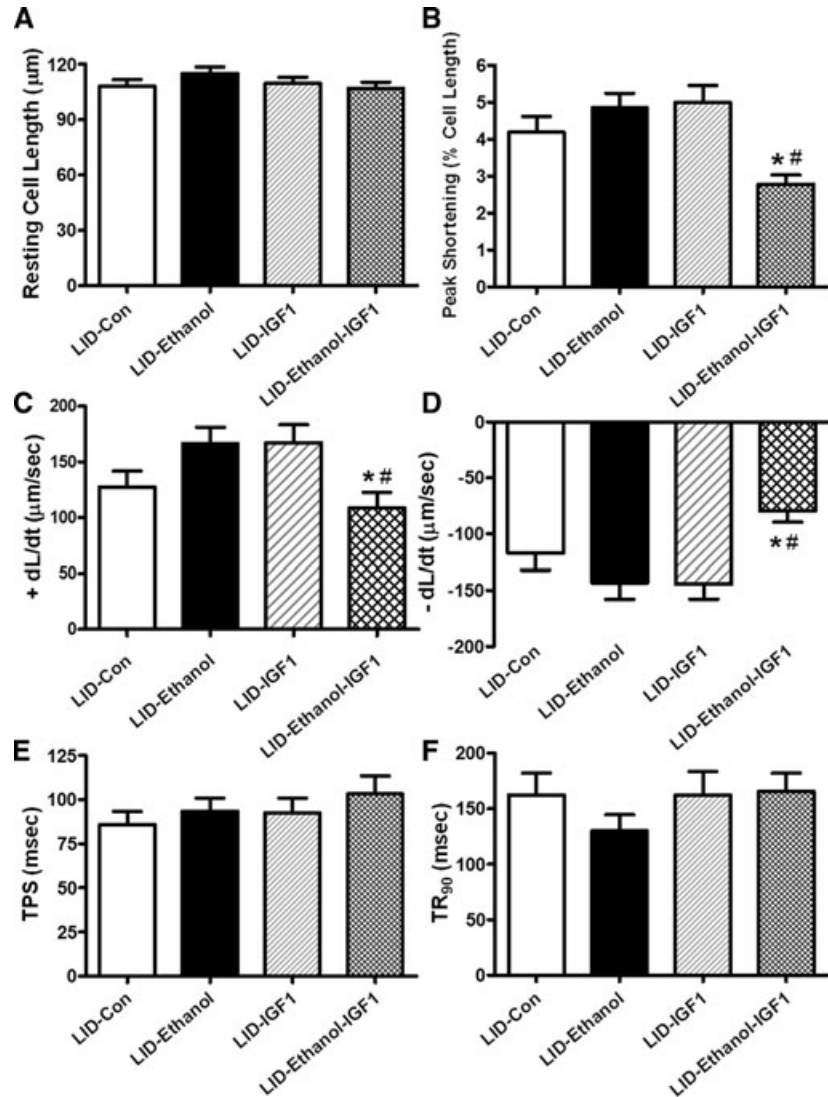 A
Resting Cell Length (µm)
120
90
60
30
0
LID-Con
LID-Ethanol
LID-IGF1
LID-Ethanol-IGF1
B
Peak Shortening (% Cell Length)
6
5
4
3
2
1
0
* #
LID-Con
LID-Ethanol
LID-IGF1
LID-Ethanol-IGF1
C
+ dL/dt (µm/sec)
200
150
100
50
0
* #
LID-Con
LID-Ethanol
LID-IGF1
LID-Ethanol-IGF1
D
- dL/dt (µm/sec)
0
-50
-100
-150
-200
* #
LID-Con
LID-Ethanol
LID-IGF1
LID-Ethanol-IGF1
E
TPS (msec)
125
100
75
50
25
0
LID-Con
LID-Ethanol
LID-IGF1
LID-Ethanol-IGF1
F
TR90 (msec)
200
150
100
50
0
LID-Con
LID-Ethanol
LID-IGF1
LID-Ethanol-IGF1